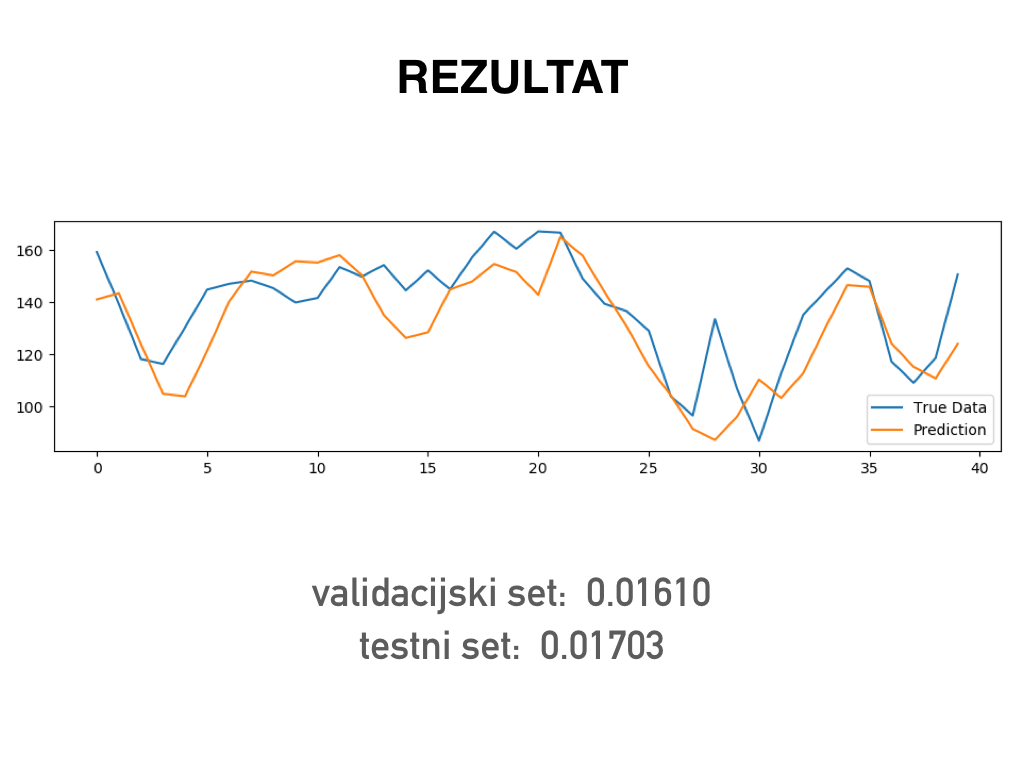 REZULTAT
160
140
120
100
True Data
Prediction
0 5 10 15 20 25 30 35 40
validacijski set: 0.01610
testni set: 0.01703